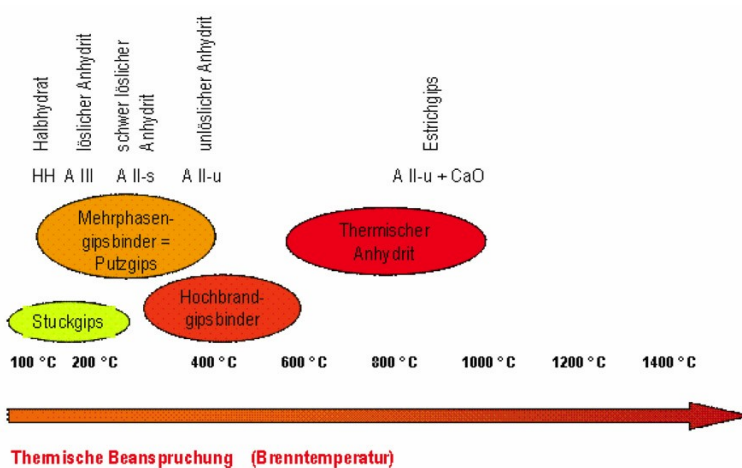 Halbhydrat
löslicher Anhydrit
schwer löslicher
Anhydrit
unlöslicher Anhydrit
Estrichgips
HH A III A II-s A II-u A II-u + CaO
Mehrphasen-
gipsbinder =
Putzgips
Thermischer
Anhydrit
Hochbrand-
gipsbinder
Stuckgips
100 °C 200 °C 400 °C 600 °C 800 °C 1000 °C 1200 °C 1400 °C
Thermische Beanspruchung (Brenntemperatur)